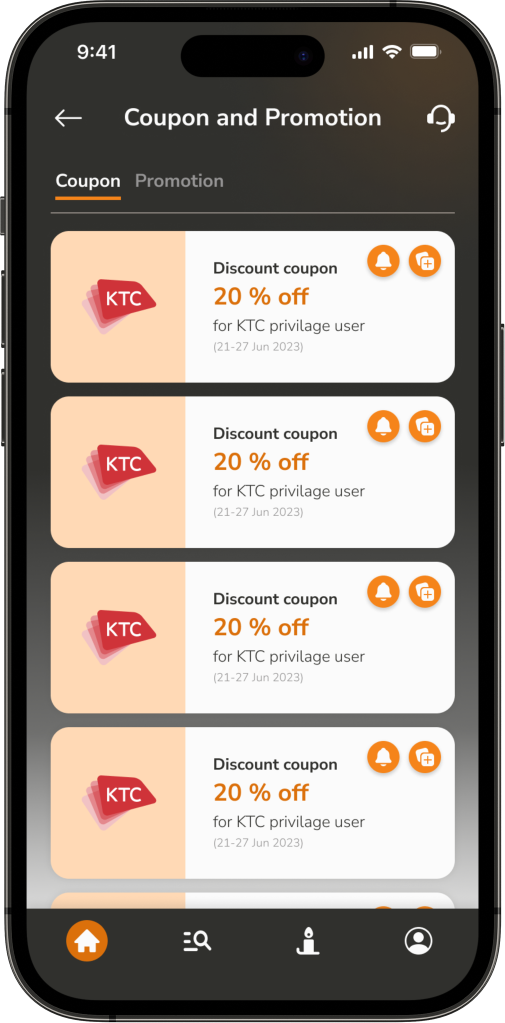 9:41
Coupon and Promotion
Coupon Promotion
Discount coupon
KTC
20 % off
for KTC privilage user
(21-27 Jun 2023)
Discount coupon
KTC
20 % off
for KTC privilage user
(21-27 Jun 2023)
Discount coupon
KTC
20 % off
for KTC privilage user
(21-27 Jun 2023)
Discount coupon
KTC
20 % off
for KTC privilage user
(21-27 Jun 2023)